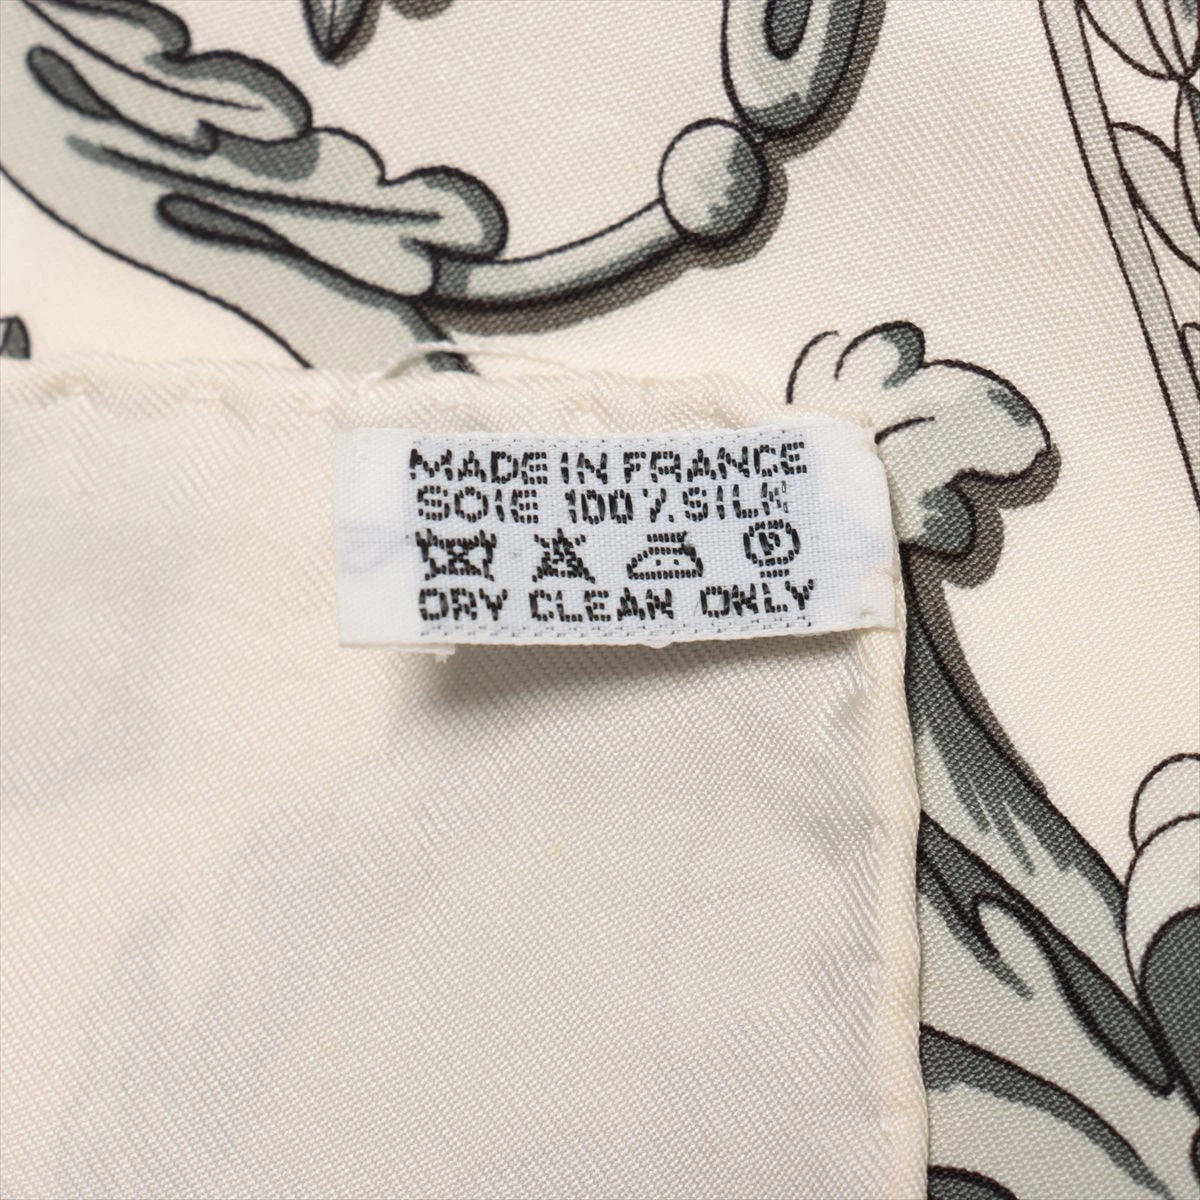 MADE IN FRANCE
SOIE 100% SILK
P
DRY CLEAN ONLY